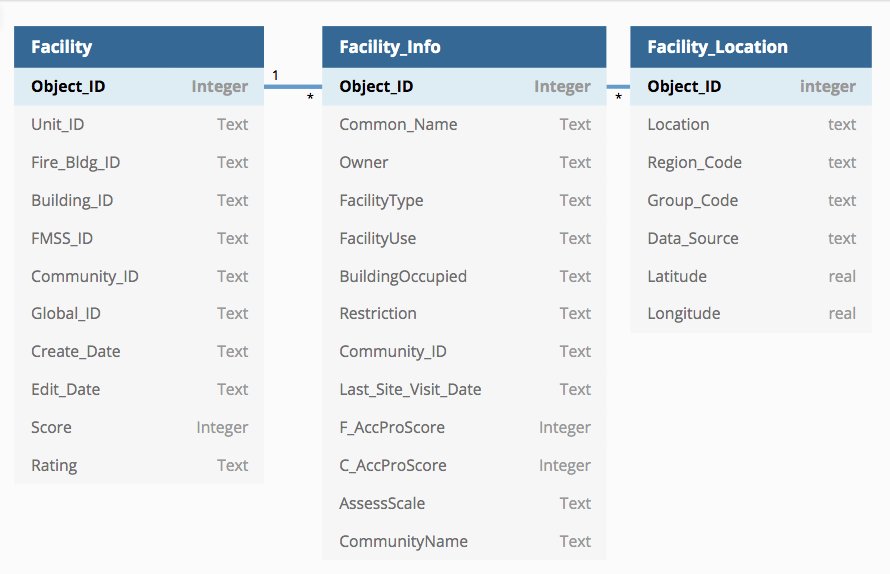 Facility
Object_ID Integer
Unit_ID Text
Fire_Bldg_ID Text
Building_ID Text
FMSS_ID Text
Community_ID Text
Global_ID Text
Create_Date Text
Edit_Date Text
Score Integer
Rating Text
1
*
Facility_Info
Object_ID Integer
Common_Name Text
Owner Text
FacilityType Text
FacilityUse Text
BuildingOccupied Text
Restriction Text
Community_ID Text
Last_Site_Visit_Date Text
F_AccProScore Integer
C_AccProScore Integer
AssessScale Text
CommunityName Text
*
Facility_Location
Object_ID integer
Location text
Region_Code text
Group_Code text
Data_Source text
Latitude real
Longitude real